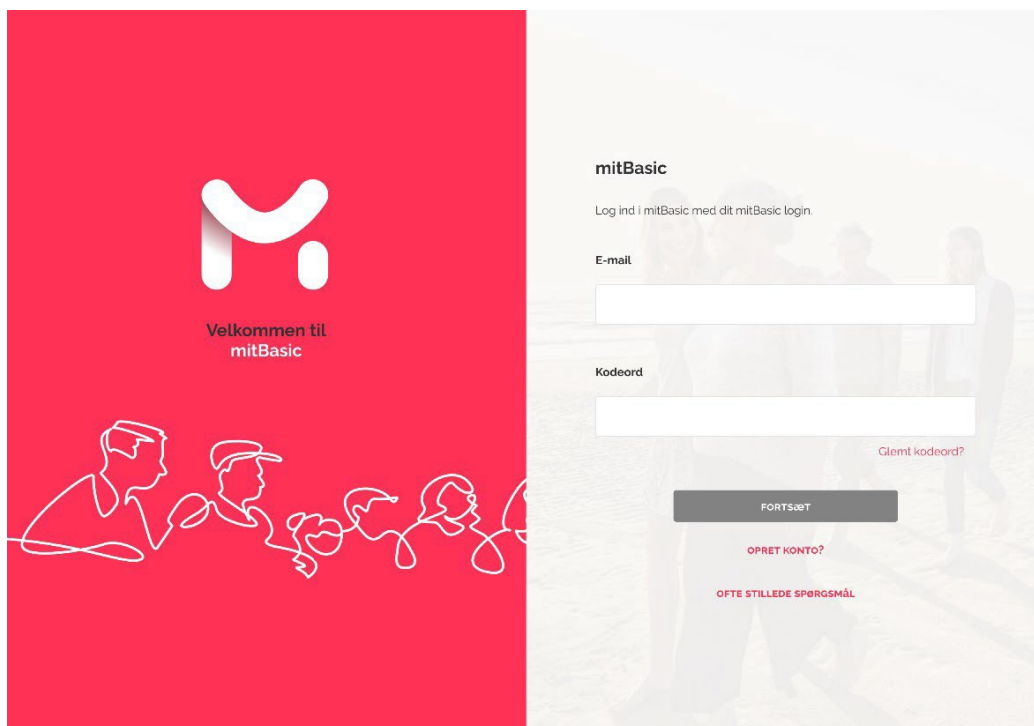 Velkommen til
mitBasic
mitBasic
Log ind i mitBasic med dit mitBasic login.
E-mail
Kodeord
Glemt kodeord?
FORTSÆT
OPRET KONTO?
OFTE STILLEDE SPØRGSMÅL